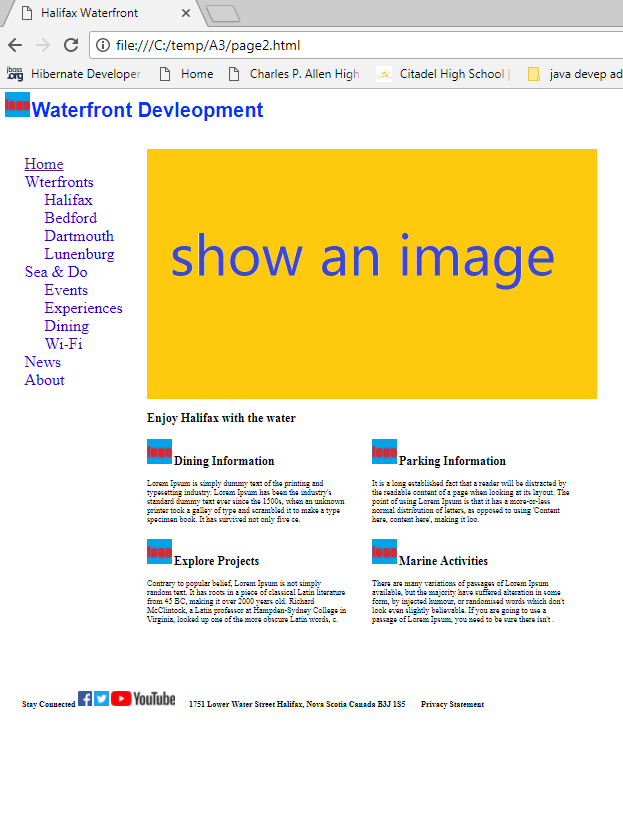 Halifax Waterfront
file:///C:/temp/A3/page2.html
jboss.org Hibernate Developer Home Charles P. Allen High Citadel High School | java devep ad
logo Waterfront Devleopment
Home
Wterfronts
Halifax
Bedford
Dartmouth
Lunenburg
Sea & Do
Events
Experiences
Dining
Wi-Fi
News
About
show an image
Enjoy Halifax with the water
logo Dining Information
Lorem Ipsum is simply dummy text of the printing and
typesetting industry. Lorem Ipsum has been the industry's
standard dummy text ever since the 1500s, when an unknown
printer took a galley of type and scrambled it to make a type
specimen book. It has survived not only five ce.
logo Parking Information
It is a long established fact that a reader will be distracted by
the readable content of a page when looking at its layout. The
point of using Lorem Ipsum is that it has a more-or-less
normal distribution of letters, as opposed to using 'Content
here, content here', making it loo.
logo Explore Projects
Contrary to popular belief, Lorem Ipsum is not simply
random text. It has roots in a piece of classical Latin literature
from 45 BC, making it over 2000 years old. Richard
McClintock, a Latin professor at Hampden-Sydney College in
Virginia, looked up one of the more obscure Latin words, c.
logo Marine Activities
There are many variations of passages of Lorem Ipsum
available, but the majority have suffered alteration in some
form, by injected humour, or randomised words which don't
look even slightly believable. If you are going to use a
passage of Lorem Ipsum, you need to be sure there isn't .
Stay Connected YouTube 1751 Lower Water Street Halifax, Nova Scotia Canada B3J 1S5 Privacy Statement